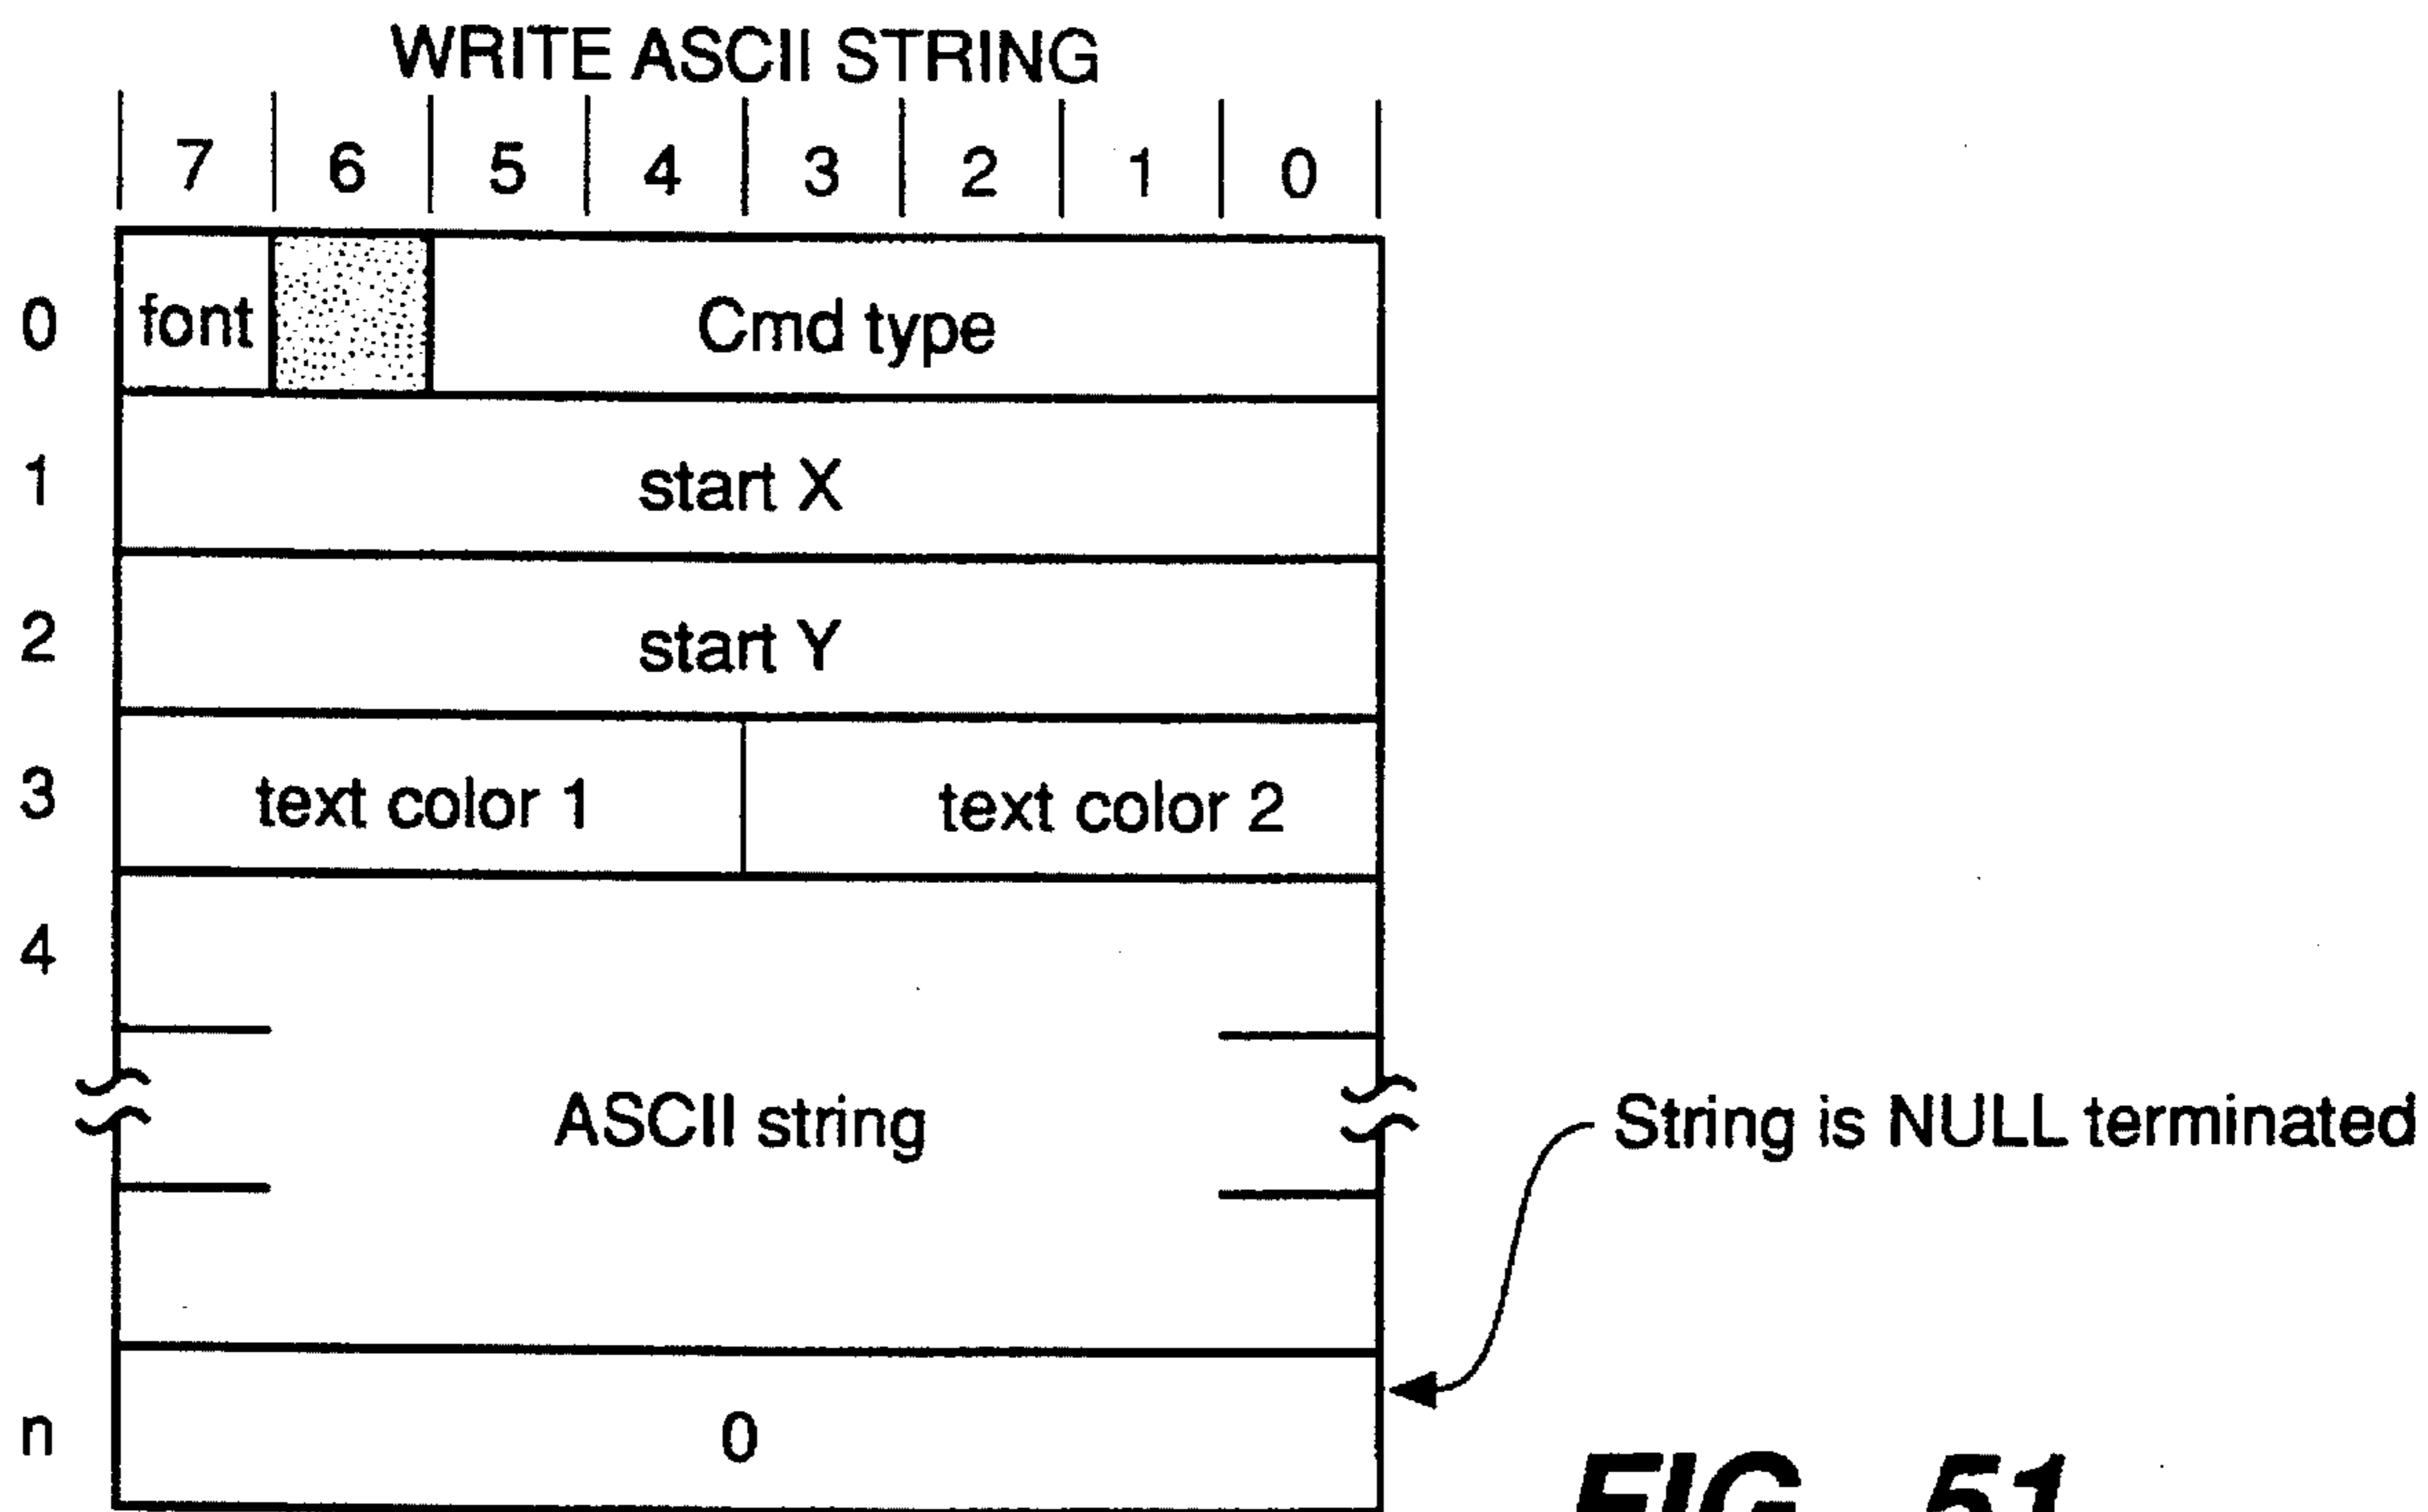 WRITE ASCII STRING
7 6 5 4 3 2 1 0
0 font Cmd type
1 start X
2 start Y
3 text color 1 text color 2
4
ASCII string String is NULL terminated
n 0
FIG. 51